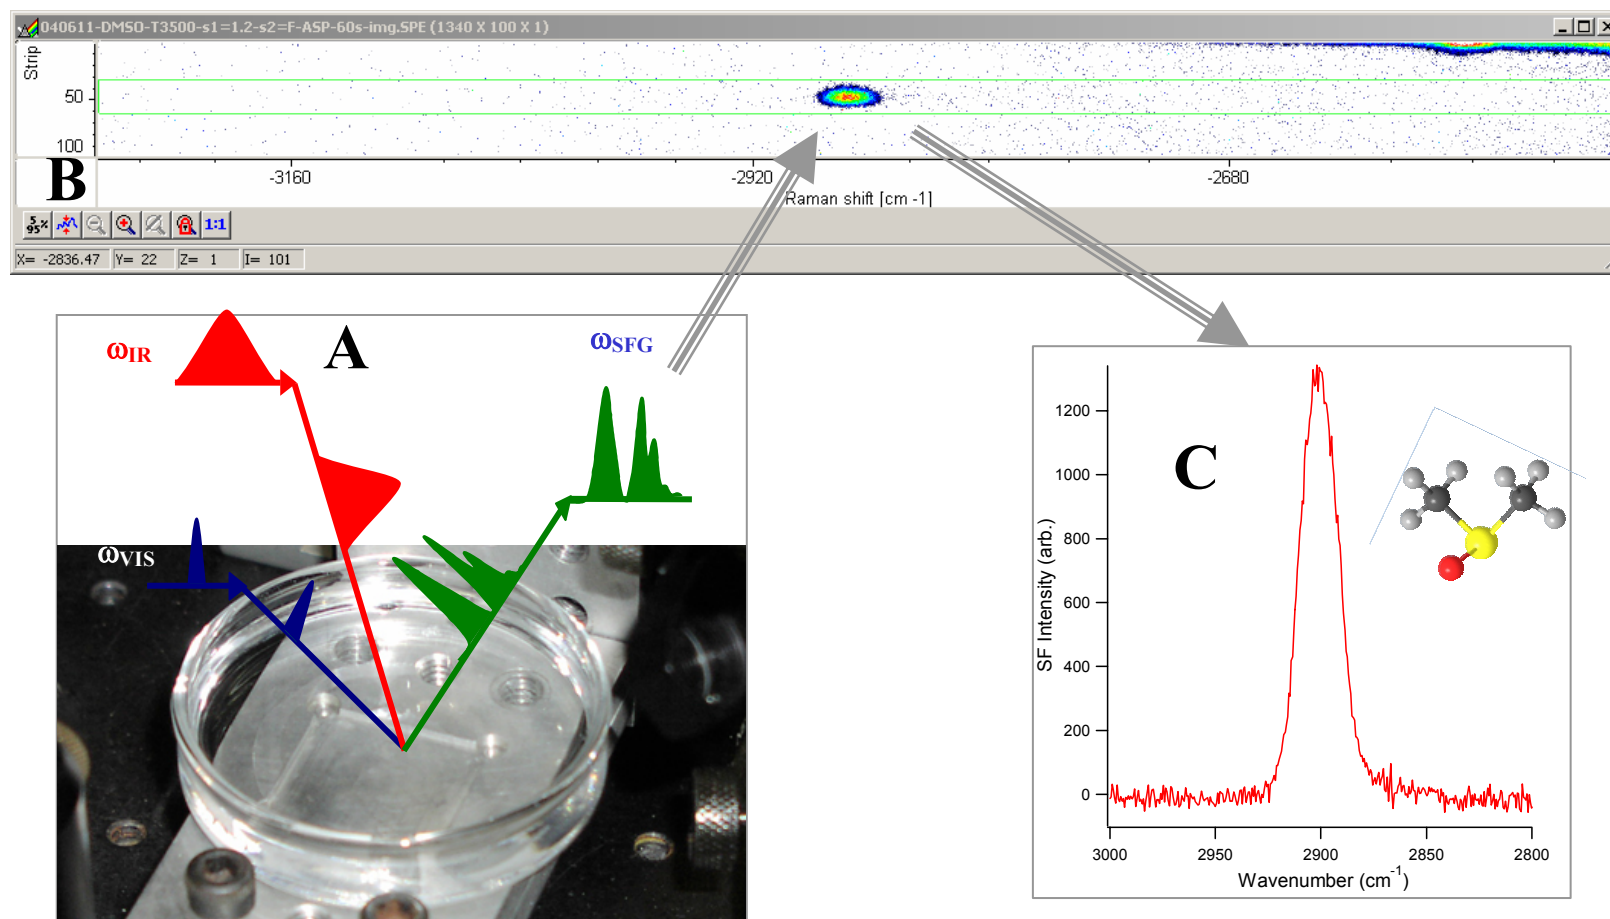 040611-DMSO-T3500-s1=1.2-s2=F-ASP-60s-img.SPE (1340 X 100 X 1)
Strip
50
100
B
-3160
-2920
-2680
Raman shift [cm -1]
5 % 95
1:1
X= -2836.47
Y= 22
Z= 1
I= 101
A
ωIR
ωSFG
ωVIS
C
SF Intensity (arb.)
1200
1000
800
600
400
200
0
3000
2950
2900
2850
2800
Wavenumber (cm⁻¹)